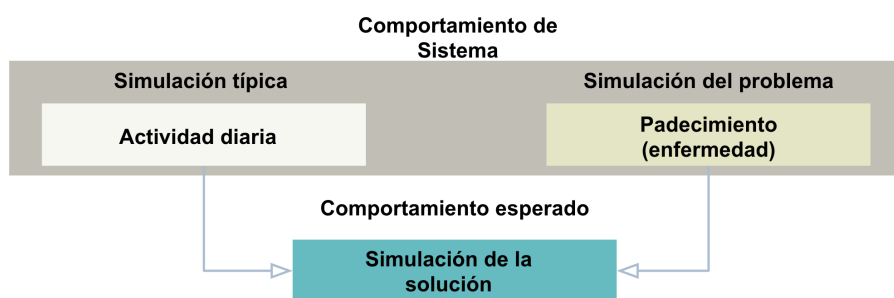 Comportamiento de
Sistema
Simulación típica
Simulación del problema
Actividad diaria
Padecimiento
(enfermedad)
Comportamiento esperado
Simulación de la
solución